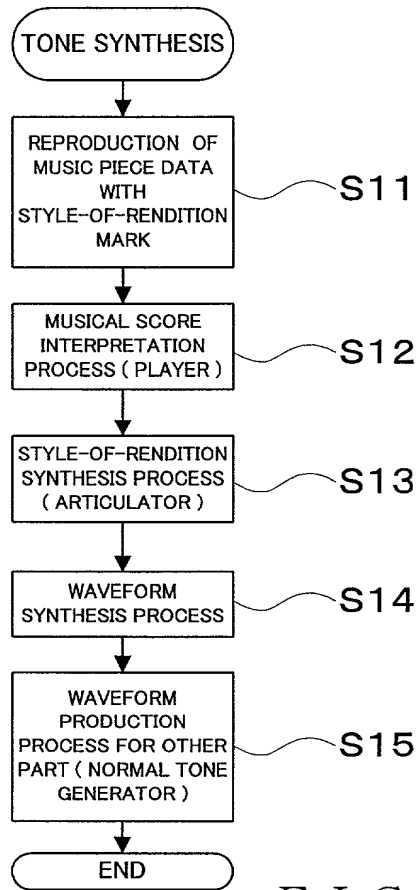 TONE SYNTHESIS
REPRODUCTION OF
MUSIC PIECE DATA
WITH
STYLE-OF-RENDITION
MARK
S11
MUSICAL SCORE
INTERPRETATION
PROCESS ( PLAYER )
S12
STYLE-OF-RENDITION
SYNTHESIS PROCESS
( ARTICULATOR )
S13
WAVEFORM
SYNTHESIS PROCESS
S14
WAVEFORM
PRODUCTION
PROCESS FOR OTHER
PART ( NORMAL TONE
GENERATOR )
S15
END